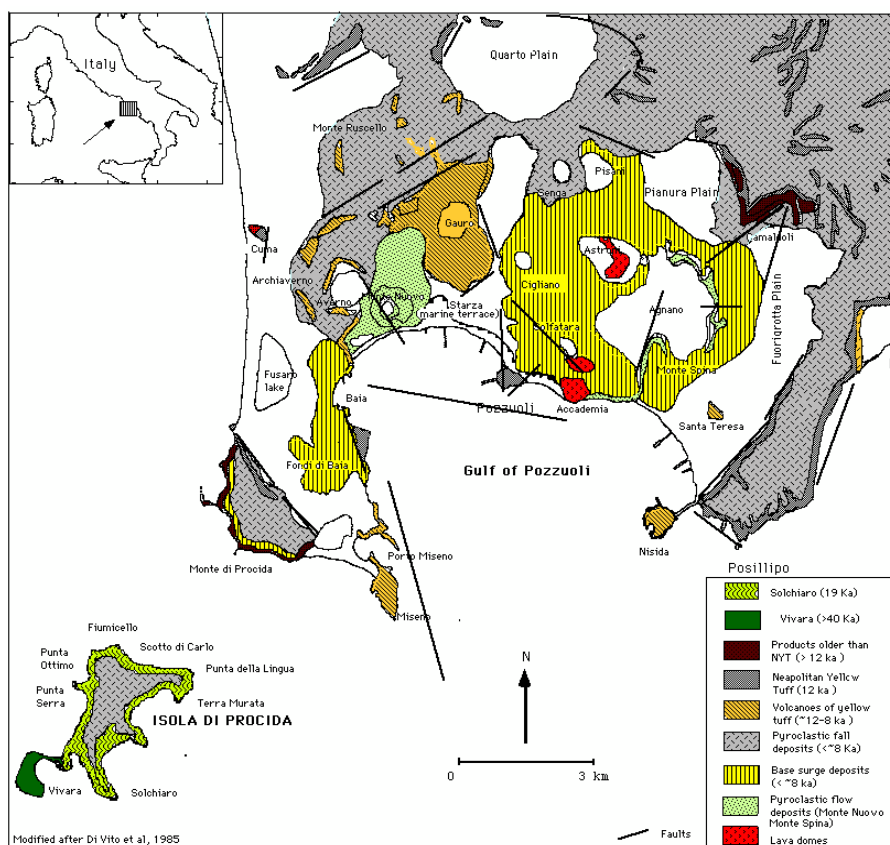 Italy
Quarto Plain
Monte Ruscello
Senga
Pisani
Pianura Plain
Gauro
Camaldoli
Cuma
Astroni
Archiaverno
Cigliano
Averno
Monte Nuovo
Agnano
Starza
(marine terrace)
Solfatara
Fuorigrotta Plain
Fusaro
lake
Monte Spina
Baia
Pozzuoli
Accademia
Santa Teresa
Fondi di Baia
Gulf of Pozzuoli
Nisida
Porto Miseno
Monte di Procida
Posillipo
Miseno
Solchiaro (19 Ka)
Vivara (>40 Ka)
Products older than
NYT (> 12 ka)
Neapolitan Yellow
Tuff (12 ka)
Volcanoes of yellow
tuff (~12-8 ka)
Pyroclastic fall
deposits (<~8 Ka)
Base surge deposits
(< ~8 ka)
Pyroclastic flow
deposits (Monte Nuovo
Monte Spina)
Lava domes
Fiumicello
Scotto di Carlo
Punta
Ottimo
Punta della Lingua
Punta
Serra
Terra Murata
ISOLA DI PROCIDA
Vivara
Solchiaro
N
0
3 km
Faults
Modified after Di Vito et al, 1985